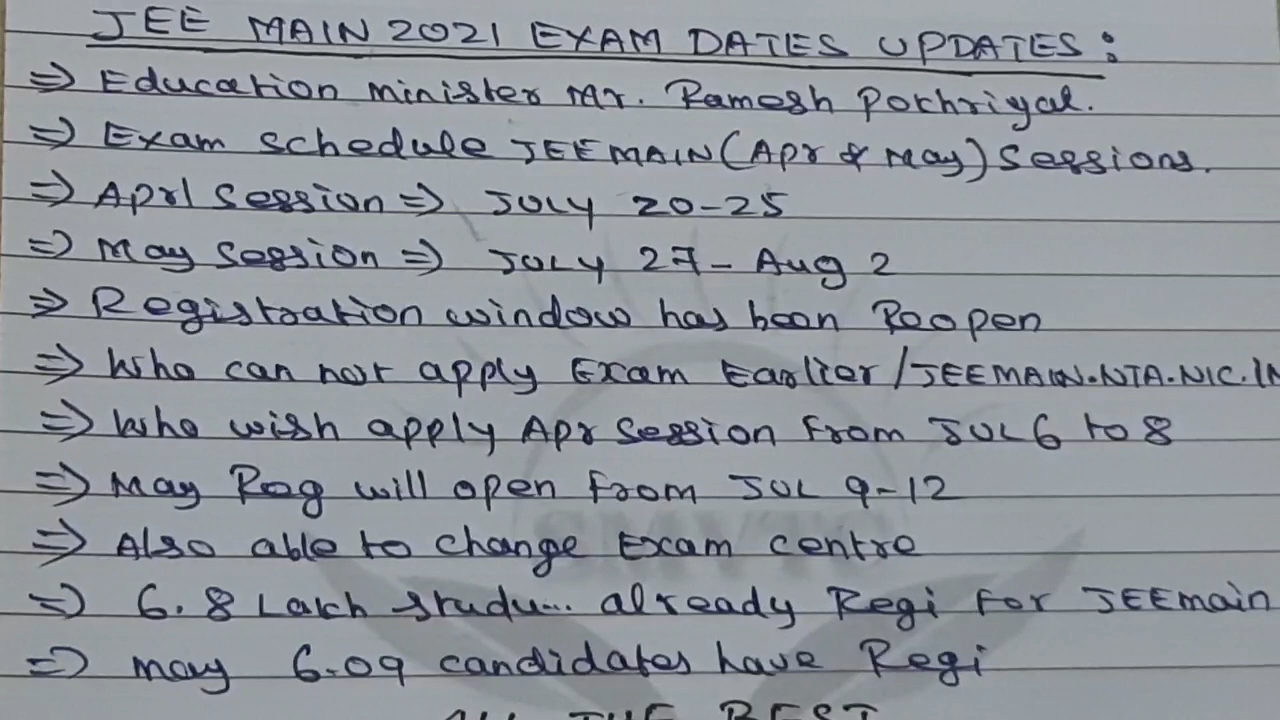 JEE MAIN 2021 EXAM DATES UPDATES:
⇒ Education minister Mr. Ramesh Pokhriyal.
⇒ Exam schedule JEEMAIN(Apr & May) Sessions.
⇒ Aprl Session ⇒ JULY 20-25
⇒ May Session ⇒ JULY 27- Aug 2
⇒ Registration window has been Reopen
⇒ Who can not apply Exam Earlier/JEEMAIN.NTA.NIC.IN
⇒ Who wish apply Apr Session From JUL 6 to 8
⇒ May Reg will open from JUL 9-12
⇒ Also able to change Exam centre
⇒ 6.8 Lakh studu... already Regi For JEEmain
⇒ may 6.09 candidates have Regi
ALL THE BEST